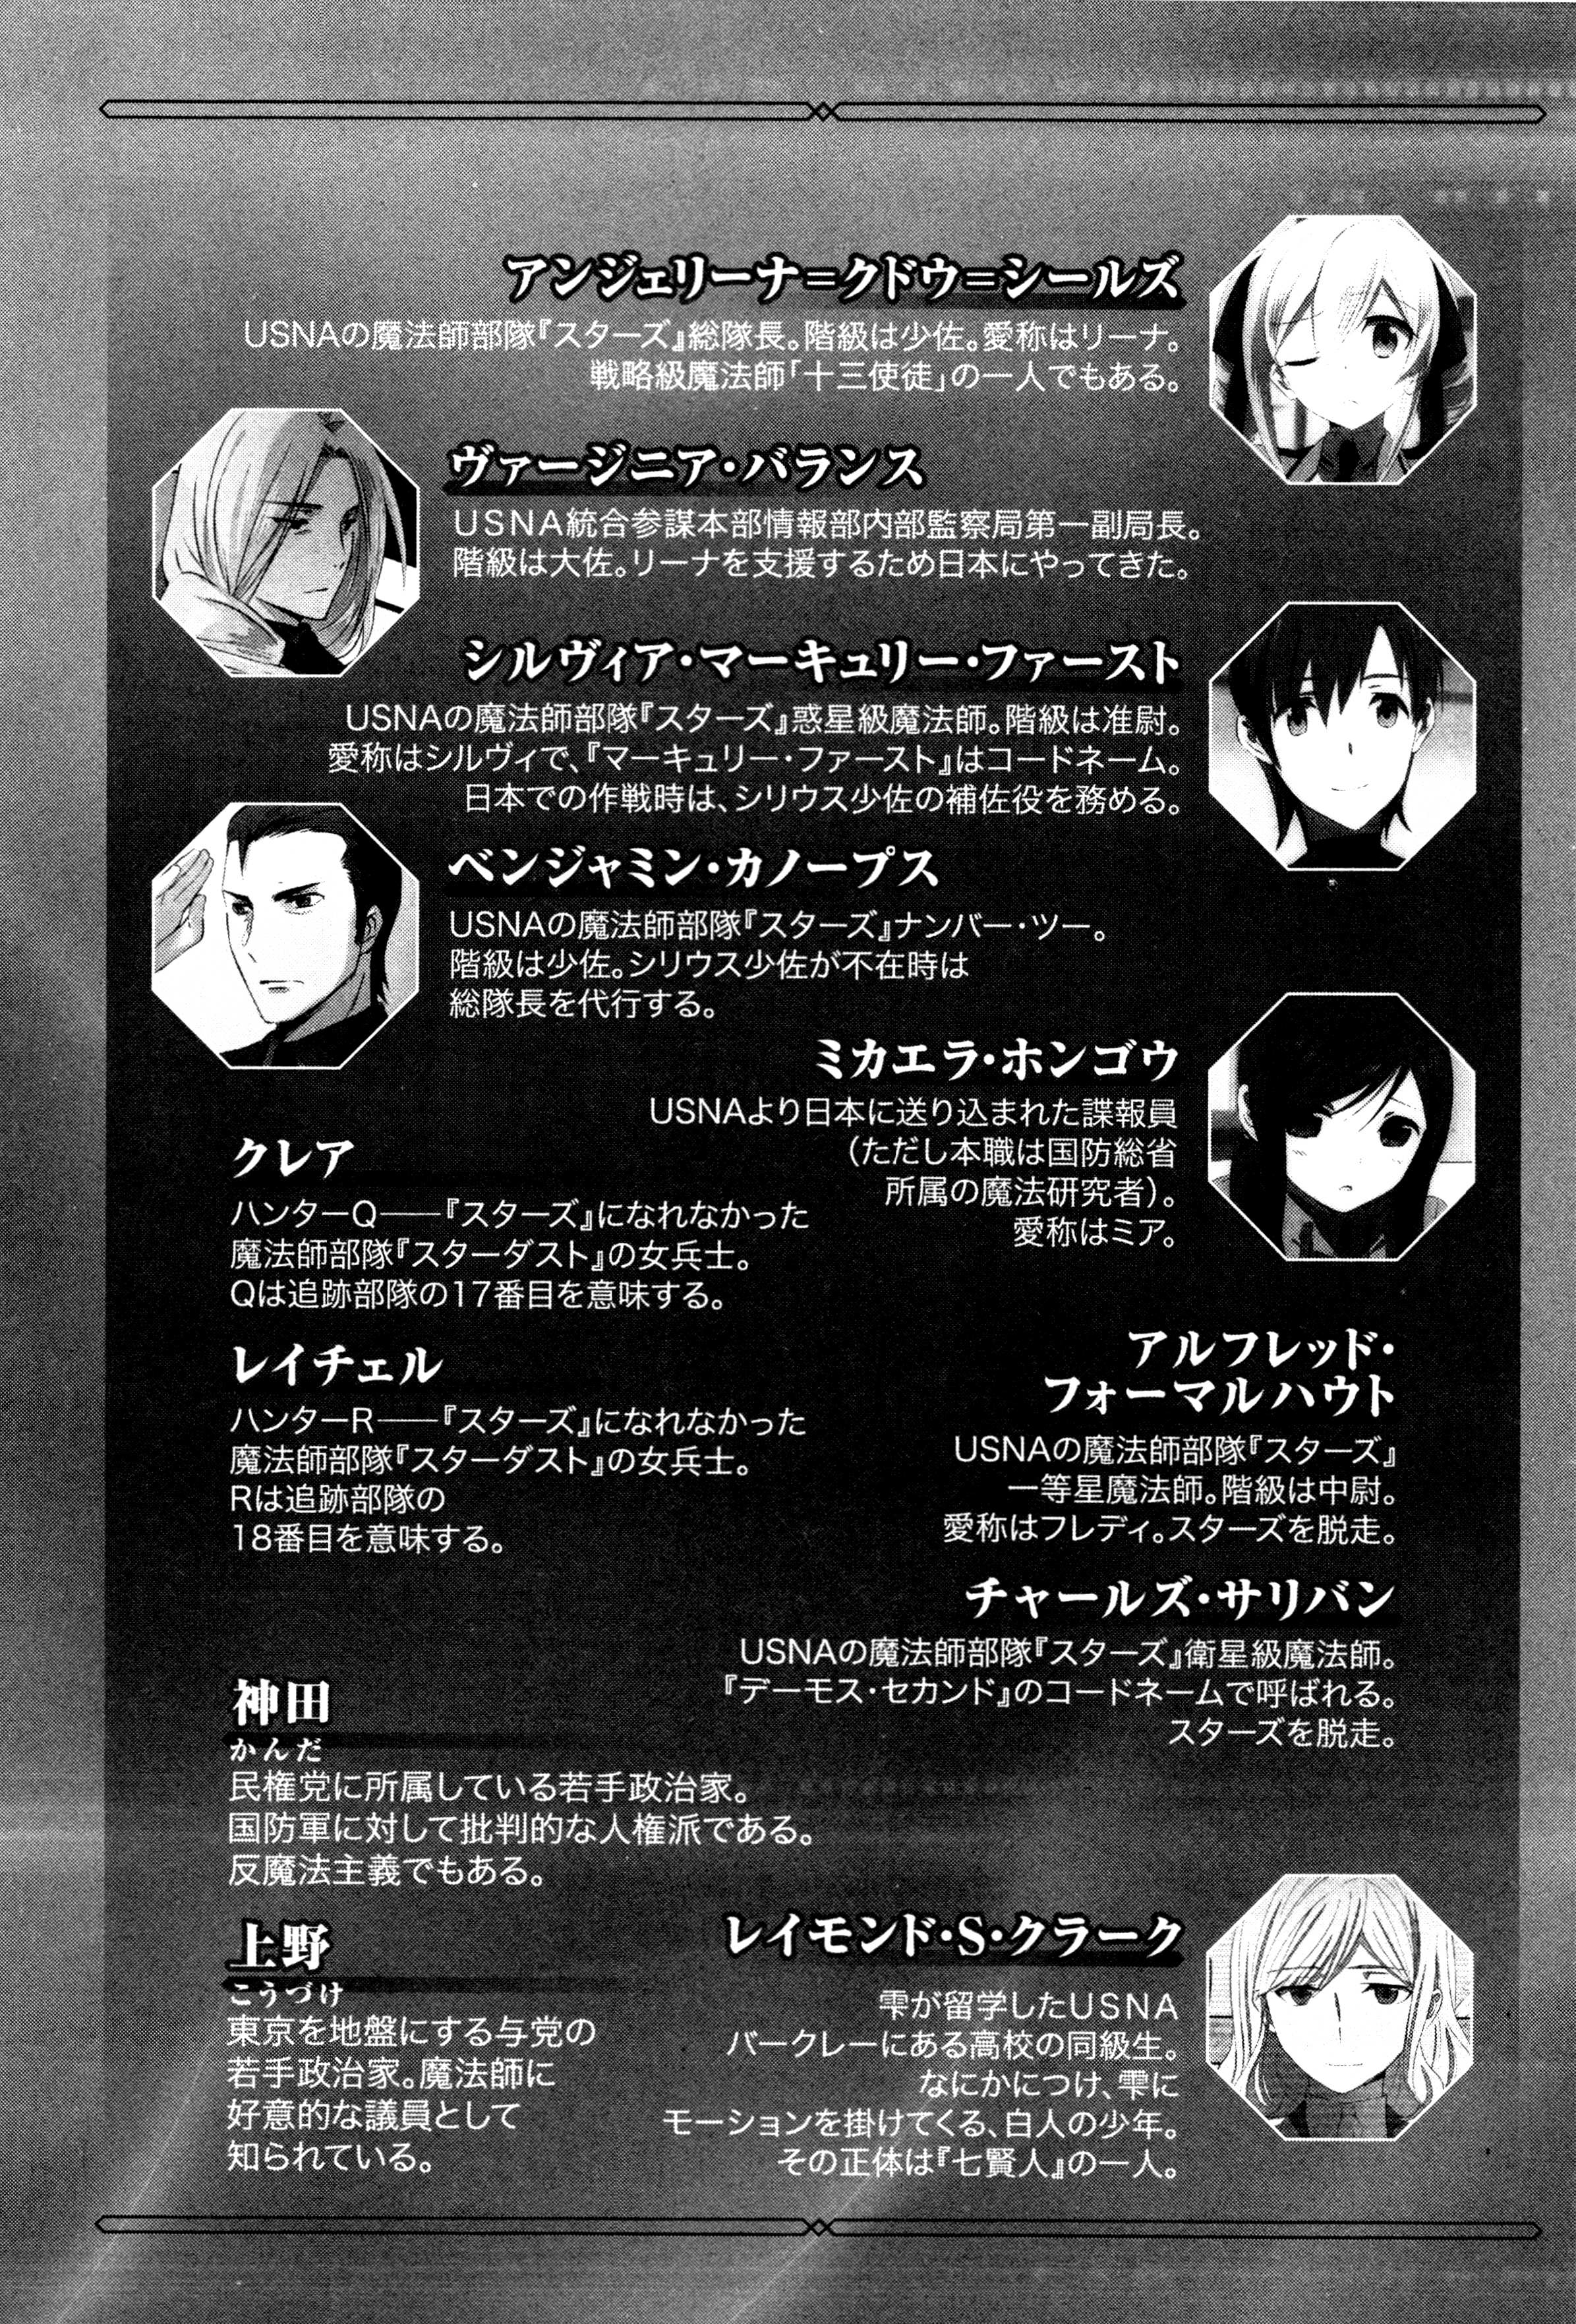 アンジェリーナ=クドウ=シールズ
USNAの魔法師部隊『スターズ』総隊長。階級は少佐。愛称はリーナ。
戦略級魔法師「十三使徒」の一人でもある。
ヴァージニア・バランス
USNA統合参謀本部情報部内部監察局第一副局長。
階級は大佐。リーナを支援するため日本にやってきた。
シルヴィア・マーキュリー・ファースト
USNAの魔法師部隊『スターズ』惑星級魔法師。階級は准尉。
愛称はシルヴィで、『マーキュリー・ファースト』はコードネーム。
日本での作戦時は、シリウス少佐の補佐役を務める。
ベンジャミン・カノープス
USNAの魔法師部隊『スターズ』ナンバー・ツー。
階級は少佐。シリウス少佐が不在時は
総隊長を代行する。
ミカエラ・ホンゴウ
USNAより日本に送り込まれた諜報員
（ただし本職は国防総省
所属の魔法研究者）。
愛称はミア。
クレア
ハンターQ――『スターズ』になれなかった
魔法師部隊『スターダスト』の女兵士。
Qは追跡部隊の17番目を意味する。
レイチェル
ハンターR――『スターズ』になれなかった
魔法師部隊『スターダスト』の女兵士。
Rは追跡部隊の
18番目を意味する。
アルフレッド・
フォーマルハウト
USNAの魔法師部隊『スターズ』
一等星魔法師。階級は中尉。
愛称はフレディ。スターズを脱走。
チャールズ・サリバン
USNAの魔法師部隊『スターズ』衛星級魔法師。
『デーモス・セカンド』のコードネームで呼ばれる。
スターズを脱走。
神田
かんだ
民権党に所属している若手政治家。
国防軍に対して批判的な人権派である。
反魔法主義でもある。
上野
こうづけ
東京を地盤にする与党の
若手政治家。魔法師に
好意的な議員として
知られている。
レイモンド・S・クラーク
雫が留学したUSNA
バークレーにある高校の同級生。
なにかにつけ、雫に
モーションを掛けてくる、白人の少年。
その正体は『七賢人』の一人。